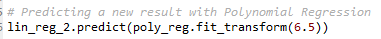 # Predicting a new result with Polynomial Regression
lin_reg_2.predict(poly_reg.fit_transform(6.5))